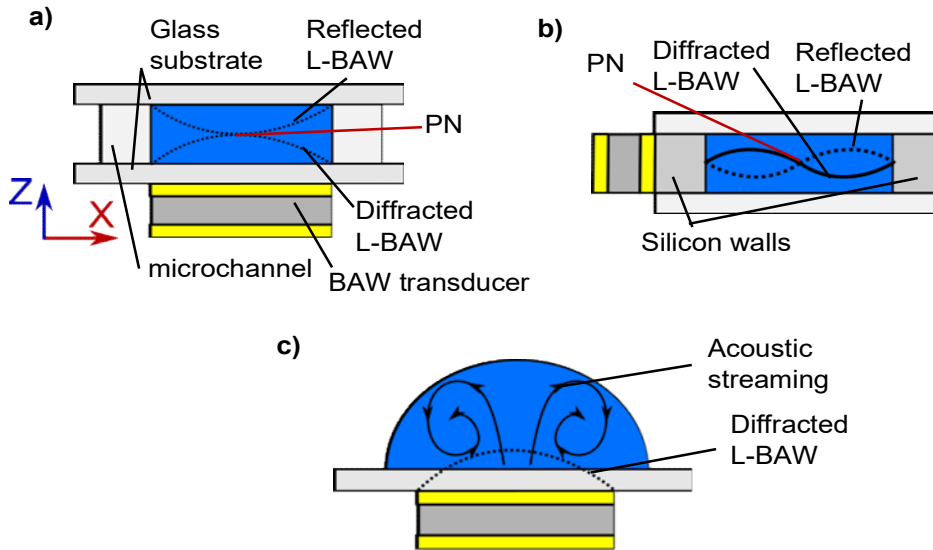 a)
Glass
substrate
Reflected
L-BAW
PN
Z
X
Diffracted
L-BAW
microchannel
BAW transducer
b)
PN
Diffracted
L-BAW
Reflected
L-BAW
Silicon walls
c)
Acoustic
streaming
Diffracted
L-BAW